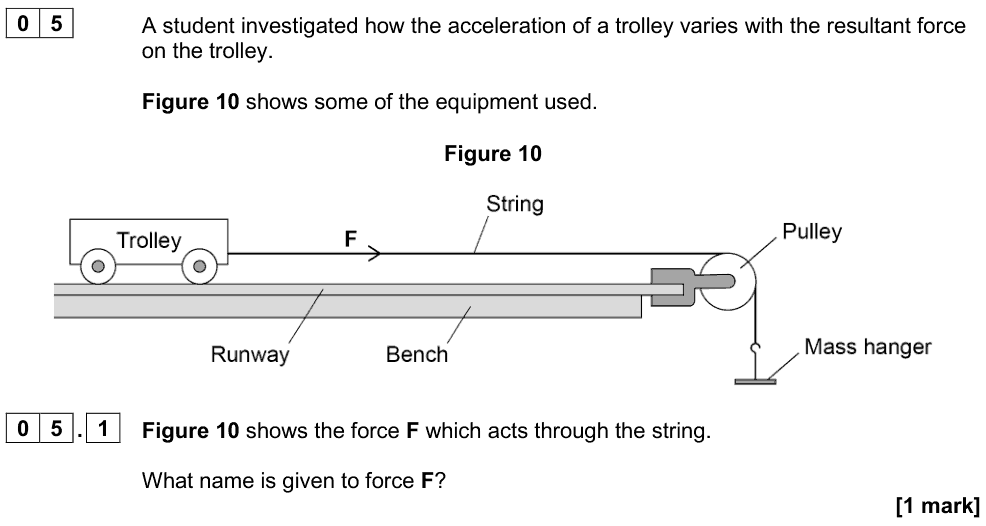 0 5
A student investigated how the acceleration of a trolley varies with the resultant force
on the trolley.
Figure 10 shows some of the equipment used.
Figure 10
String
Trolley
F
Pulley
Runway
Bench
Mass hanger
0 5 . 1
Figure 10 shows the force F which acts through the string.
What name is given to force F?
[1 mark]